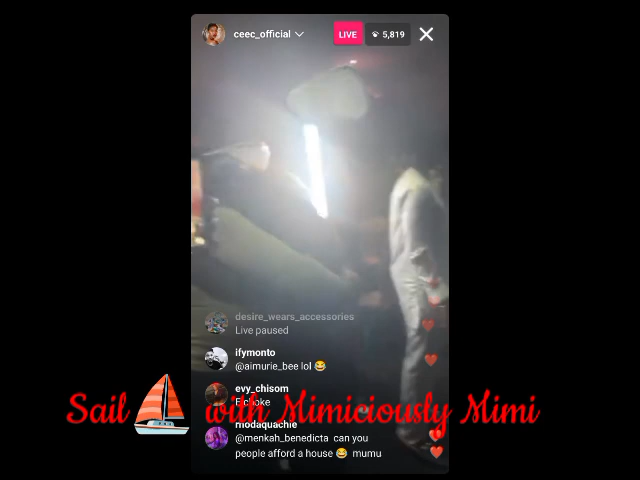 ceec_official
LIVE
5,819
desire_wears_accessories
Live paused
ifymonto
@aimurie_bee lol 😂
evy_chisom
Sail with Mimiciously Mimi
rhodaquachie
@menkah_benedicta can you
people afford a house 😂 mumu